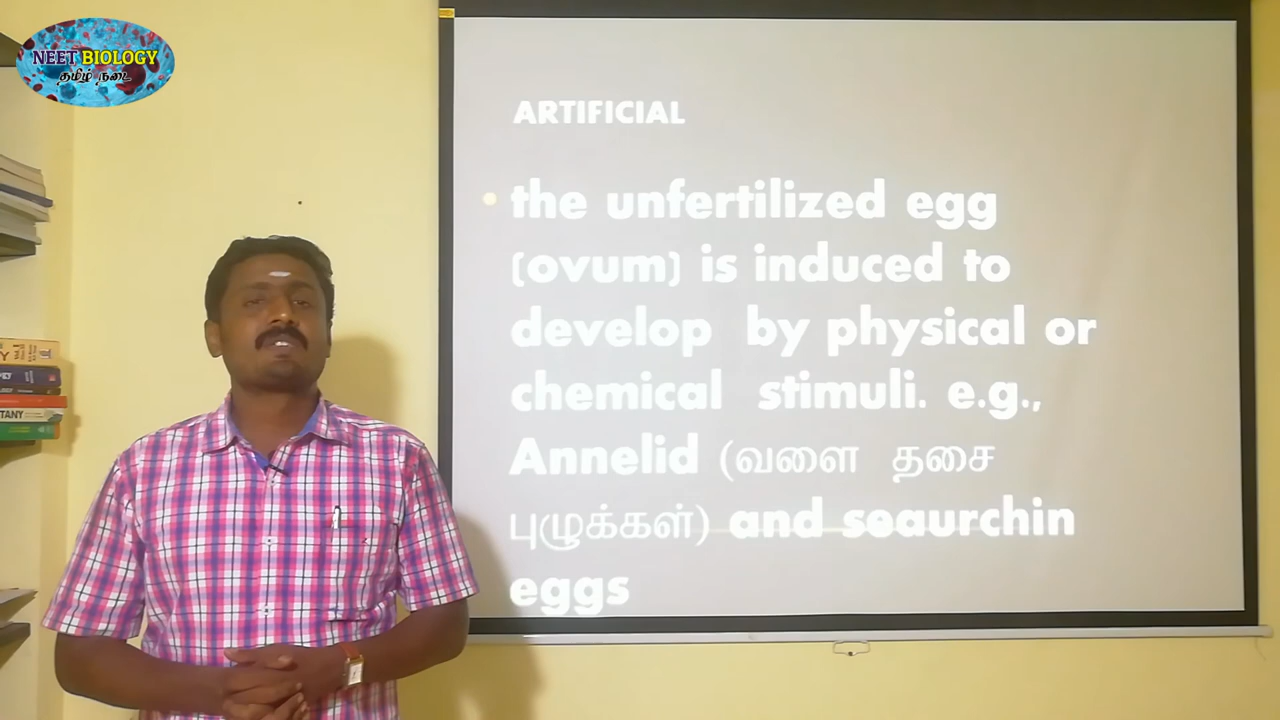 NEET BIOLOGY
தமிழ் நடை
ARTIFICIAL
the unfertilized egg
(ovum) is induced to
develop by physical or
chemical stimuli. e.g.,
Annelid (வளை தசை
புழுக்கள்) and seaurchin
eggs
TANY